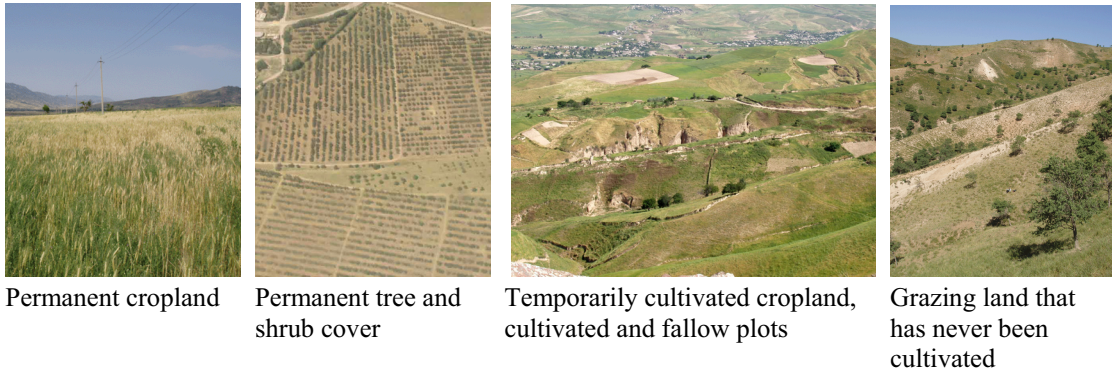 Permanent cropland
Permanent tree and
shrub cover
Temporarily cultivated cropland,
cultivated and fallow plots
Grazing land that
has never been
cultivated